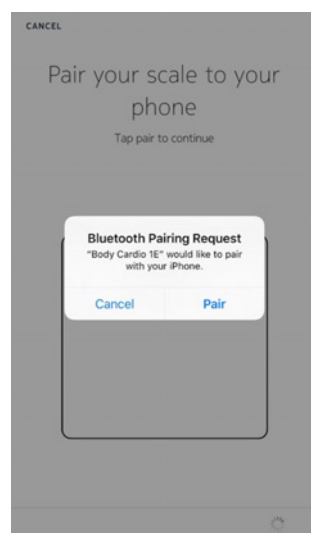 CANCEL
Pair your scale to your
phone
Tap pair to continue
Bluetooth Pairing Request
“Body Cardio 1E” would like to pair
with your iPhone.
Cancel Pair